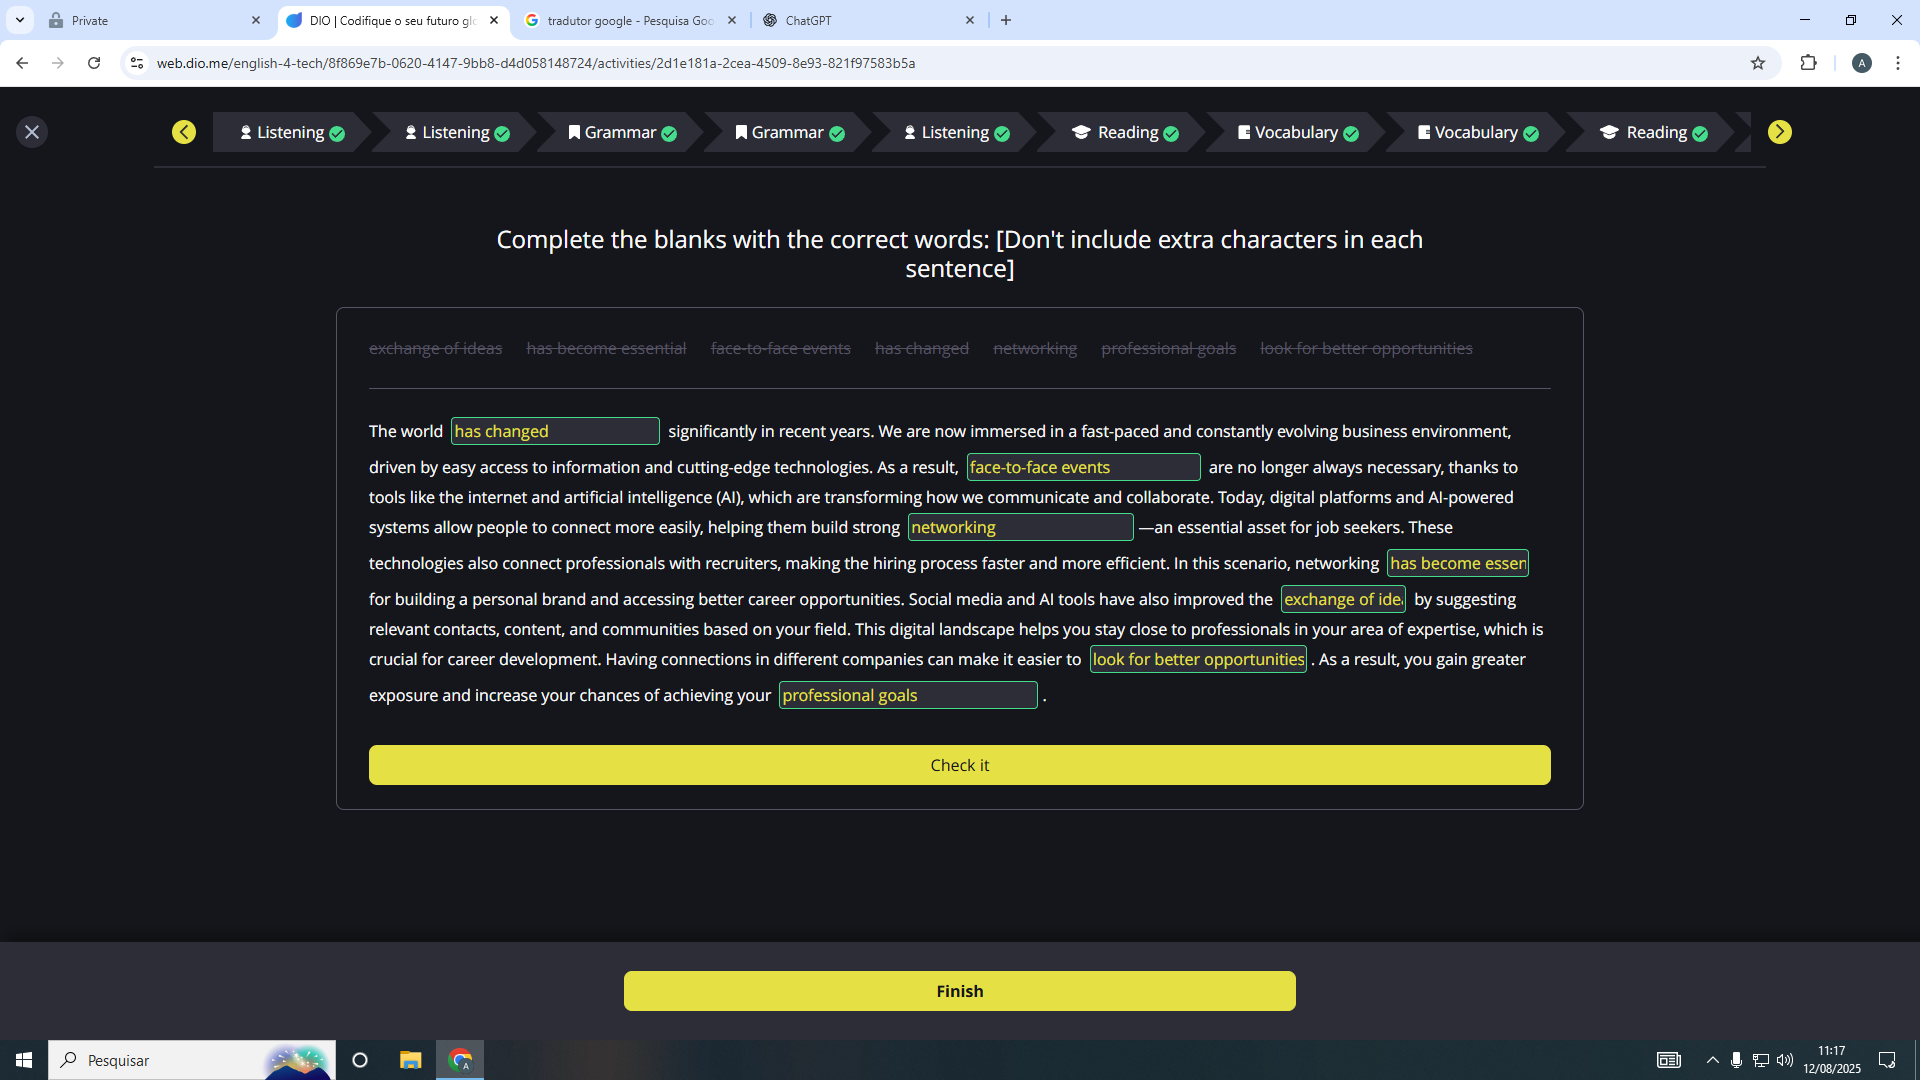 Private
DIO | Codifique o seu futuro glo
tradutor google - Pesquisa Goo
ChatGPT
web.dio.me/english-4-tech/8f869e7b-0620-4147-9bb8-d4d058148724/activities/2d1e181a-2cea-4509-8e93-821f97583b5a
A
Listening Listening Grammar Grammar Listening Reading Vocabulary Vocabulary Reading
Complete the blanks with the correct words: [Don't include extra characters in each
sentence]
exchange of ideas has become essential face-to-face events has changed networking professional goals look for better opportunities
The world has changed significantly in recent years. We are now immersed in a fast-paced and constantly evolving business environment,
driven by easy access to information and cutting-edge technologies. As a result, face-to-face events are no longer always necessary, thanks to
tools like the internet and artificial intelligence (AI), which are transforming how we communicate and collaborate. Today, digital platforms and AI-powered
systems allow people to connect more easily, helping them build strong networking —an essential asset for job seekers. These
technologies also connect professionals with recruiters, making the hiring process faster and more efficient. In this scenario, networking has become essen
for building a personal brand and accessing better career opportunities. Social media and AI tools have also improved the exchange of idea by suggesting
relevant contacts, content, and communities based on your field. This digital landscape helps you stay close to professionals in your area of expertise, which is
crucial for career development. Having connections in different companies can make it easier to look for better opportunities . As a result, you gain greater
exposure and increase your chances of achieving your professional goals .
Check it
Finish
Pesquisar
A
11:17
12/08/2025